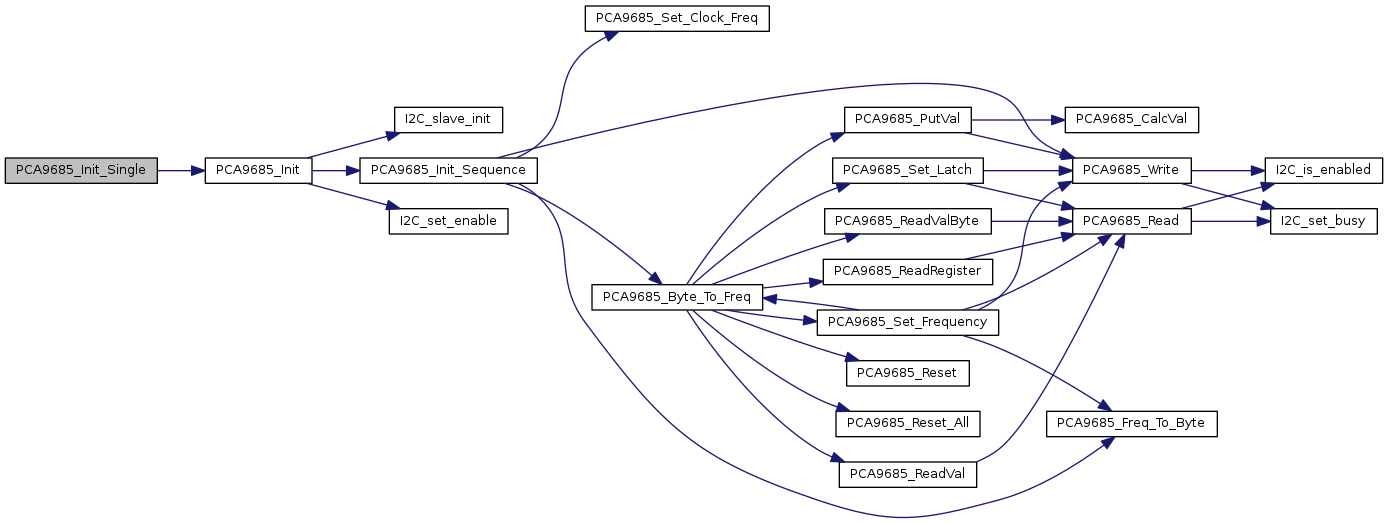 PCA9685_Set_Clock_Freq
I2C_slave_init
PCA9685_PutVal
PCA9685_CalcVal
PCA9685_Init_Single
PCA9685_Init
PCA9685_Init_Sequence
PCA9685_Set_Latch
PCA9685_Write
I2C_is_enabled
I2C_set_enable
PCA9685_ReadValByte
PCA9685_Read
I2C_set_busy
PCA9685_ReadRegister
PCA9685_Byte_To_Freq
PCA9685_Set_Frequency
PCA9685_Reset
PCA9685_Reset_All
PCA9685_Freq_To_Byte
PCA9685_ReadVal